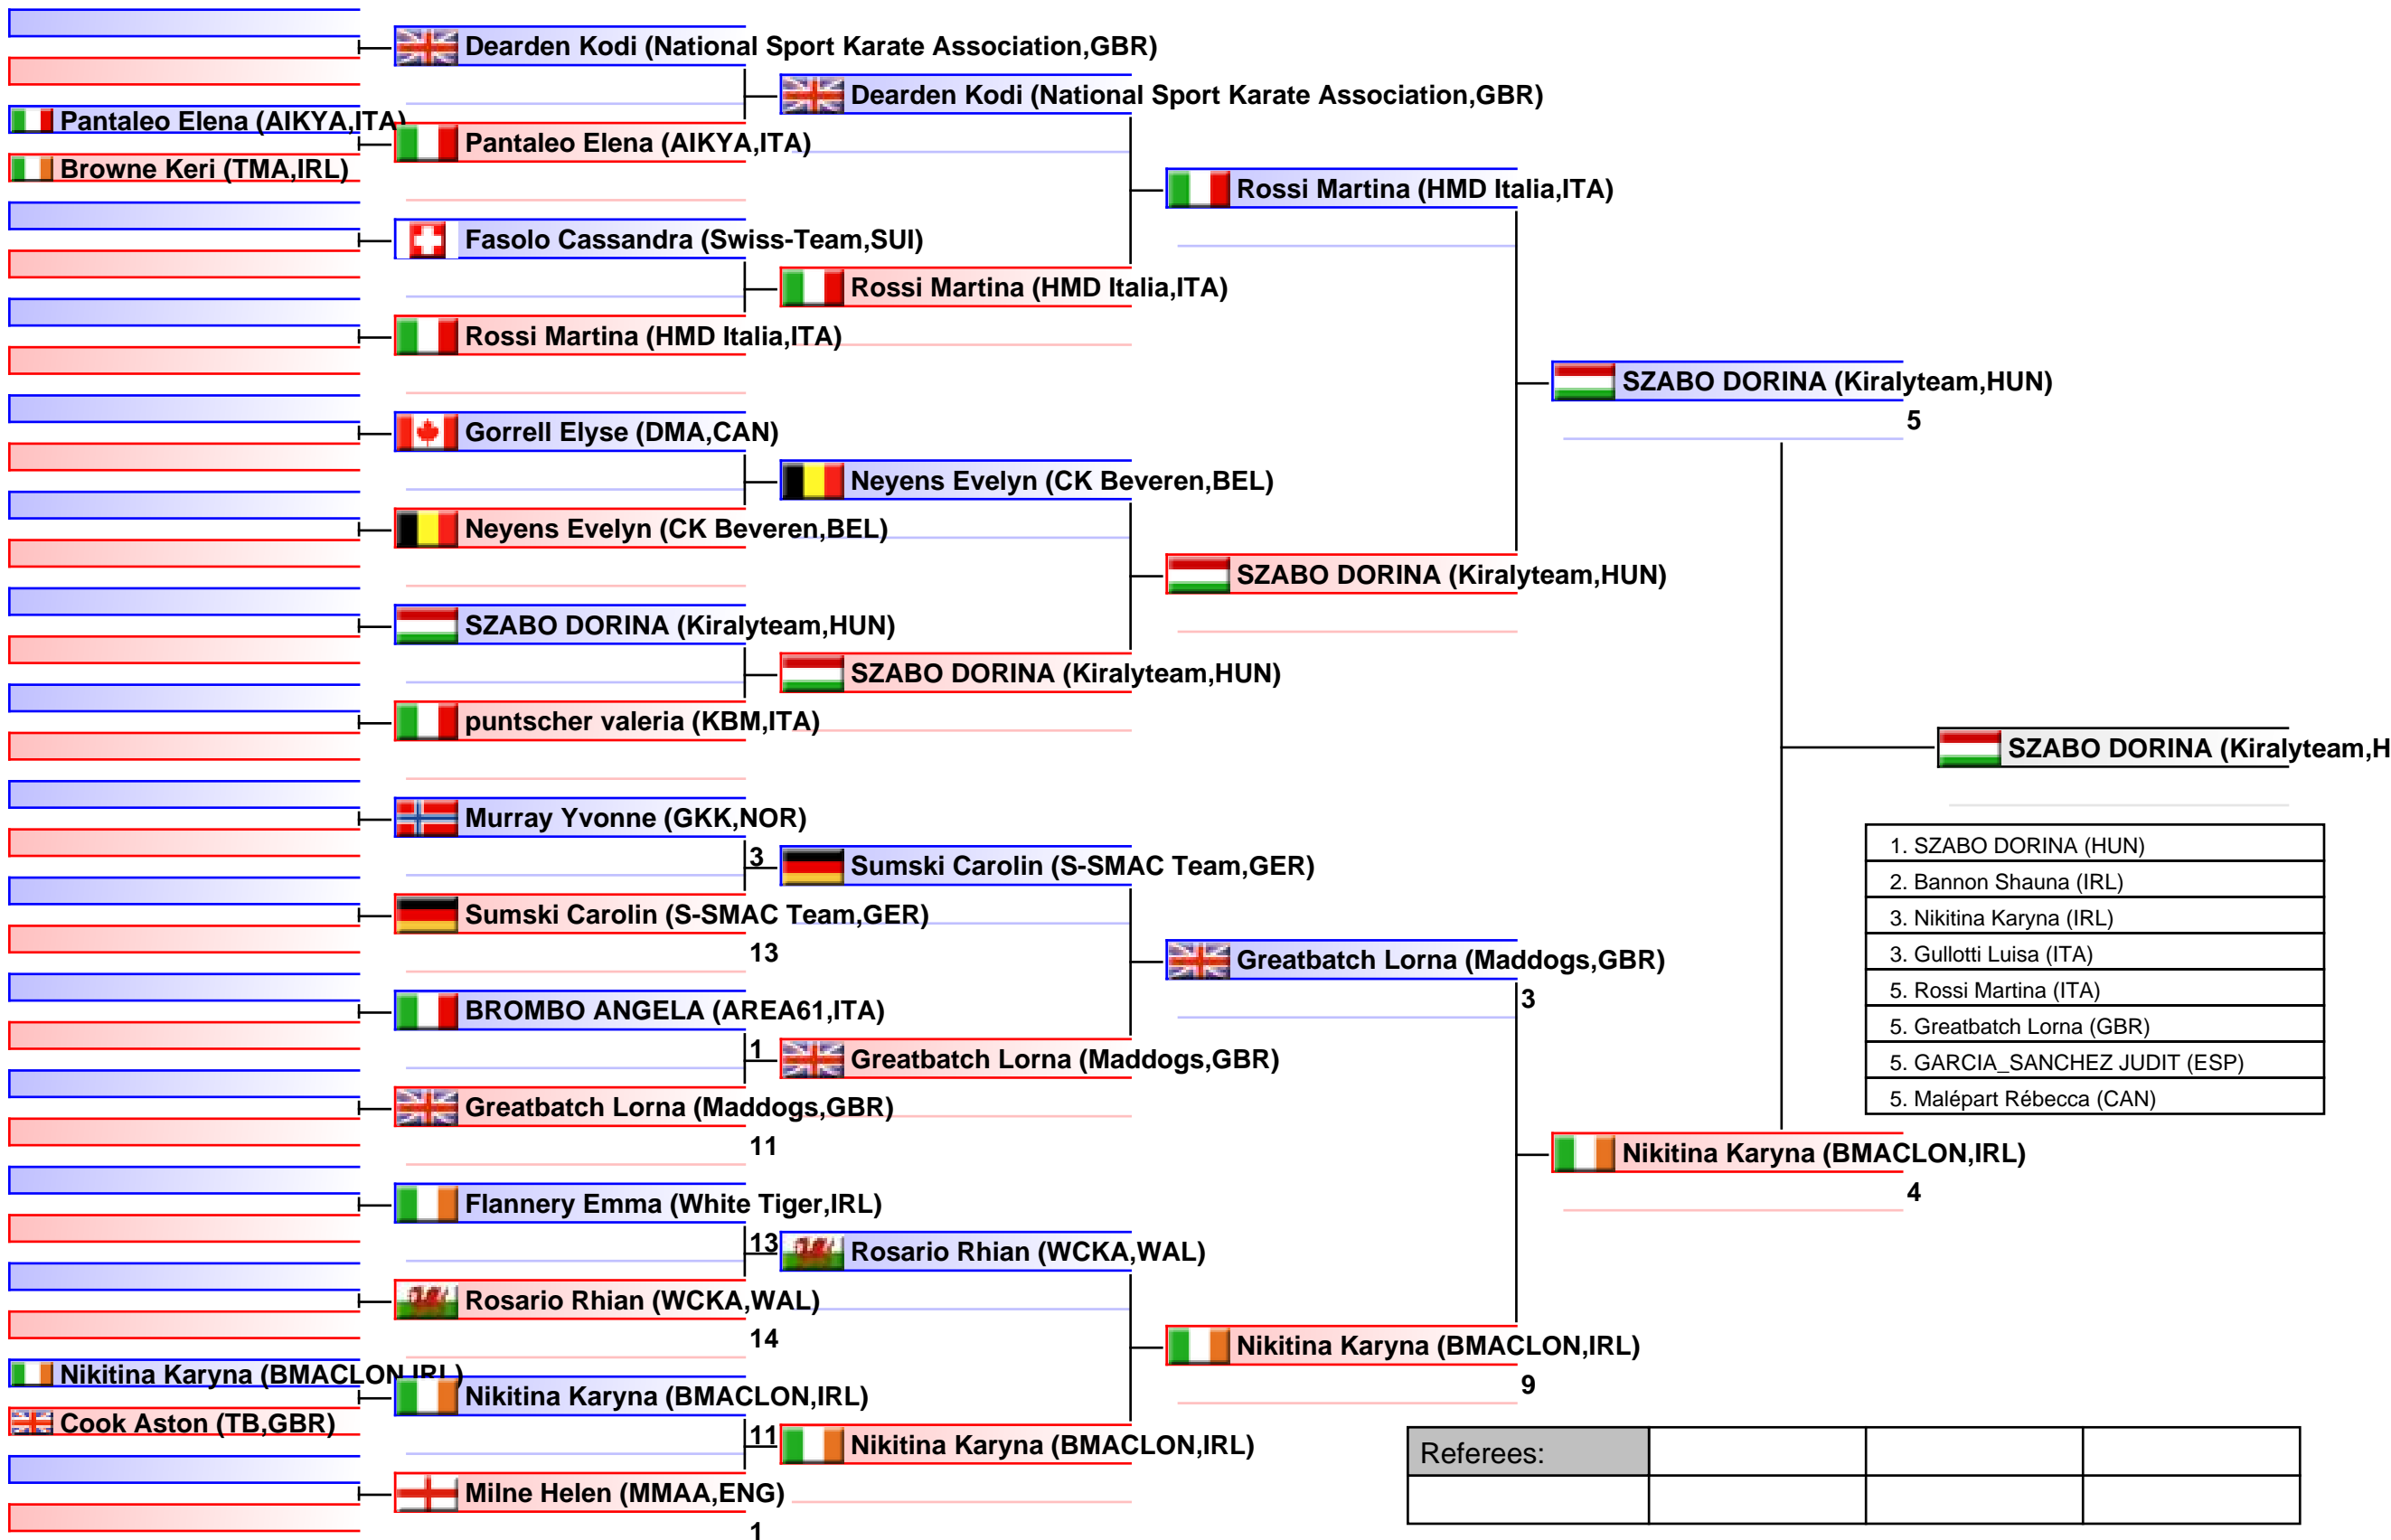 Pantaleo Elena (AIKYA,ITA)
Browne Keri (TMA,IRL)
Nikitina Karyna (BMACLON,IRL)
Cook Aston (TB,GBR)
Dearden Kodi (National Sport Karate Association,GBR)
Pantaleo Elena (AIKYA,ITA)
Fasolo Cassandra (Swiss-Team,SUI)
Rossi Martina (HMD Italia,ITA)
Gorrell Elyse (DMA,CAN)
Neyens Evelyn (CK Beveren,BEL)
SZABO DORINA (Kiralyteam,HUN)
puntscher valeria (KBM,ITA)
Murray Yvonne (GKK,NOR)
3
Sumski Carolin (S-SMAC Team,GER)
13
BROMBO ANGELA (AREA61,ITA)
1
Greatbatch Lorna (Maddogs,GBR)
11
Flannery Emma (White Tiger,IRL)
13
Rosario Rhian (WCKA,WAL)
14
Nikitina Karyna (BMACLON,IRL)
11
Milne Helen (MMAA,ENG)
1
Dearden Kodi (National Sport Karate Association,GBR)
Rossi Martina (HMD Italia,ITA)
Neyens Evelyn (CK Beveren,BEL)
SZABO DORINA (Kiralyteam,HUN)
Sumski Carolin (S-SMAC Team,GER)
Greatbatch Lorna (Maddogs,GBR)
Rosario Rhian (WCKA,WAL)
Nikitina Karyna (BMACLON,IRL)
Rossi Martina (HMD Italia,ITA)
SZABO DORINA (Kiralyteam,HUN)
Greatbatch Lorna (Maddogs,GBR)
3
Nikitina Karyna (BMACLON,IRL)
9
SZABO DORINA (Kiralyteam,HUN)
5
Nikitina Karyna (BMACLON,IRL)
4
SZABO DORINA (Kiralyteam,H
1. SZABO DORINA (HUN)
2. Bannon Shauna (IRL)
3. Nikitina Karyna (IRL)
3. Gullotti Luisa (ITA)
5. Rossi Martina (ITA)
5. Greatbatch Lorna (GBR)
5. GARCIA_SANCHEZ JUDIT (ESP)
5. Malépart Rébecca (CAN)
Referees: